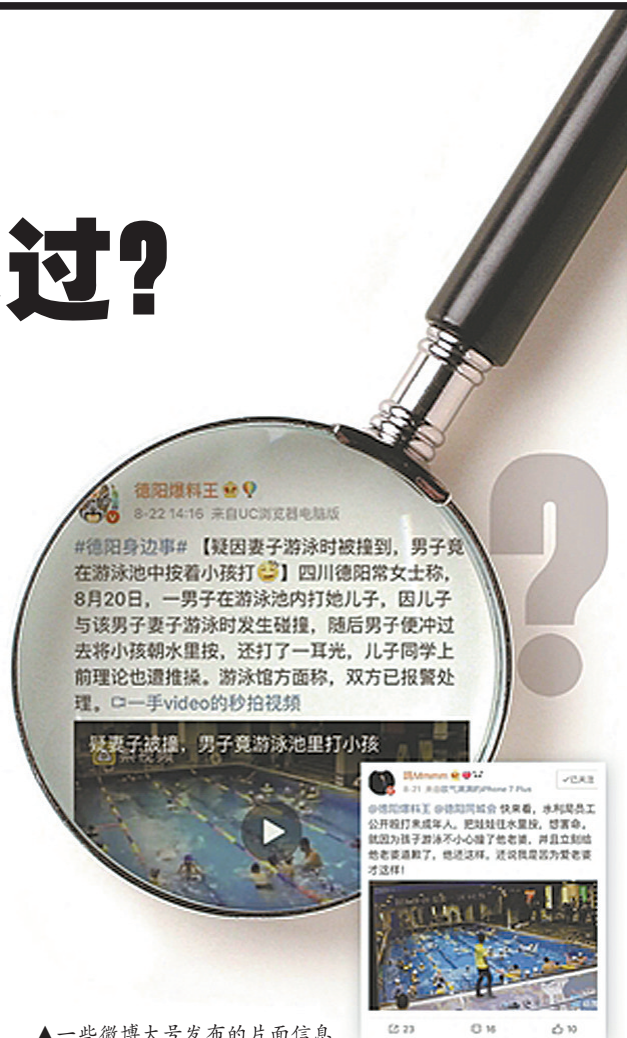 过?
?
德阳爆料王
8-22 14:16 来自UC浏览器电脑版
#德阳身边事# 【疑因妻子游泳时被撞到，男子竟
在游泳池中按着小孩打】四川德阳常女士称，
8月20日，一男子在游泳池内打她儿子，因儿子
与该男子妻子游泳时发生碰撞，随后男子便冲过
去将小孩朝水里按，还打了一耳光，儿子同学上
前理论也遭推搡。游泳馆方面称，双方已报警处
理。一手video的秒拍视频
疑妻子被撞，男子竟游泳池里打小孩
Mmmm
8-21 来自 iPhone 7 Plus
已关注
@德阳爆料王 @德阳同城会 快来看，水利局员工
公开殴打未成年人。把娃娃往水里按，想害命。
就因为孩子游泳不小心撞了他老婆，并且立刻给
他老婆道歉了，他还这样。还说我是因为爱老婆
才这样！
23
16
10
▲一些微博大号发布的片面信息